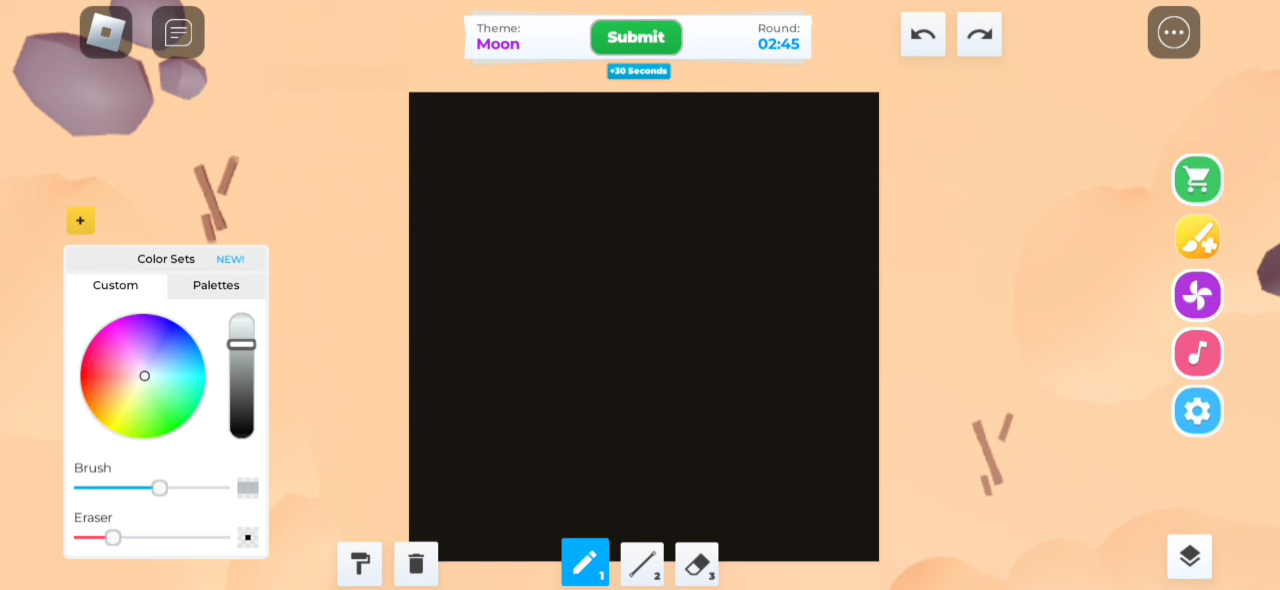 Theme:
Moon
Submit
Round:
02:45
+30 Seconds
+
Color Sets NEW!
Custom Palettes
Brush
Eraser
1
2
3